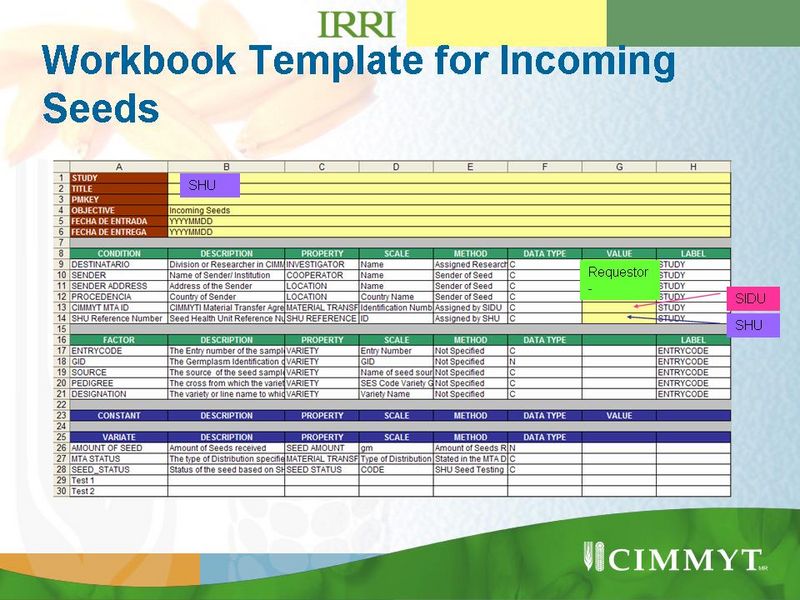 IRRI
Workbook Template for Incoming
Seeds
A B C D E F G H
1 STUDY
2 TITLE
3 PMKEY
4 OBJECTIVE Incoming Seeds
5 FECHA DE ENTRADA YYYYMMDD
6 FECHA DE ENTREGA YYYYMMDD
SHU
7
8 CONDITION DESCRIPTION PROPERTY SCALE METHOD DATA TYPE VALUE LABEL
9 DESTINATARIO Division or Researcher in CIMM INVESTIGATOR Name Assigned Research C STUDY
10 SENDER Name of Sender/ Institution COOPERATOR Name Sender of Seed C STUDY
11 SENDER ADDRESS Address of the Sender LOCATION Name Sender of Seed C STUDY
12 PROCEDENCIA Country of Sender LOCATION Country Name Sender of Seed C STUDY
13 CIMMYT MTA ID CIMMYTI Material Transfer Agre MATERIAL TRANSF Identification Numb Assigned by SIDU C STUDY
14 SHU Reference Number Seed Health Unit Reference Nu SHU REFERENCE ID Assigned by SHU C STUDY
Requestor
-
SIDU
SHU
15
16 FACTOR DESCRIPTION PROPERTY SCALE METHOD DATA TYPE LABEL
17 ENTRYCODE The Entry number of the sampl VARIETY Entry Number Not Specified C ENTRYCODE
18 GID The Germplasm Identification VARIETY GID Not Specified N ENTRYCODE
19 SOURCE The source of the seed sampl VARIETY Name of seed sour Not Specified C ENTRYCODE
20 PEDIGREE The cross from which the variet VARIETY SES Code Variety G Not Specified C ENTRYCODE
21 DESIGNATION The variety or line name to whic VARIETY Variety Name Not Specified C ENTRYCODE
22
23 CONSTANT DESCRIPTION PROPERTY SCALE METHOD DATA TYPE VALUE
24
25 VARIATE DESCRIPTION PROPERTY SCALE METHOD DATA TYPE
26 AMOUNT OF SEED Amount of Seeds received SEED AMOUNT gm Amount of Seeds R N
27 MTA STATUS The type of Distribution specifie MATERIAL TRANSF Type of Distribution Stated in the MTA D C
28 SEED_STATUS Status of the seed based on SH SEED STATUS CODE SHU Seed Testing C
29 Test 1
30 Test 2
CIMMYT MR